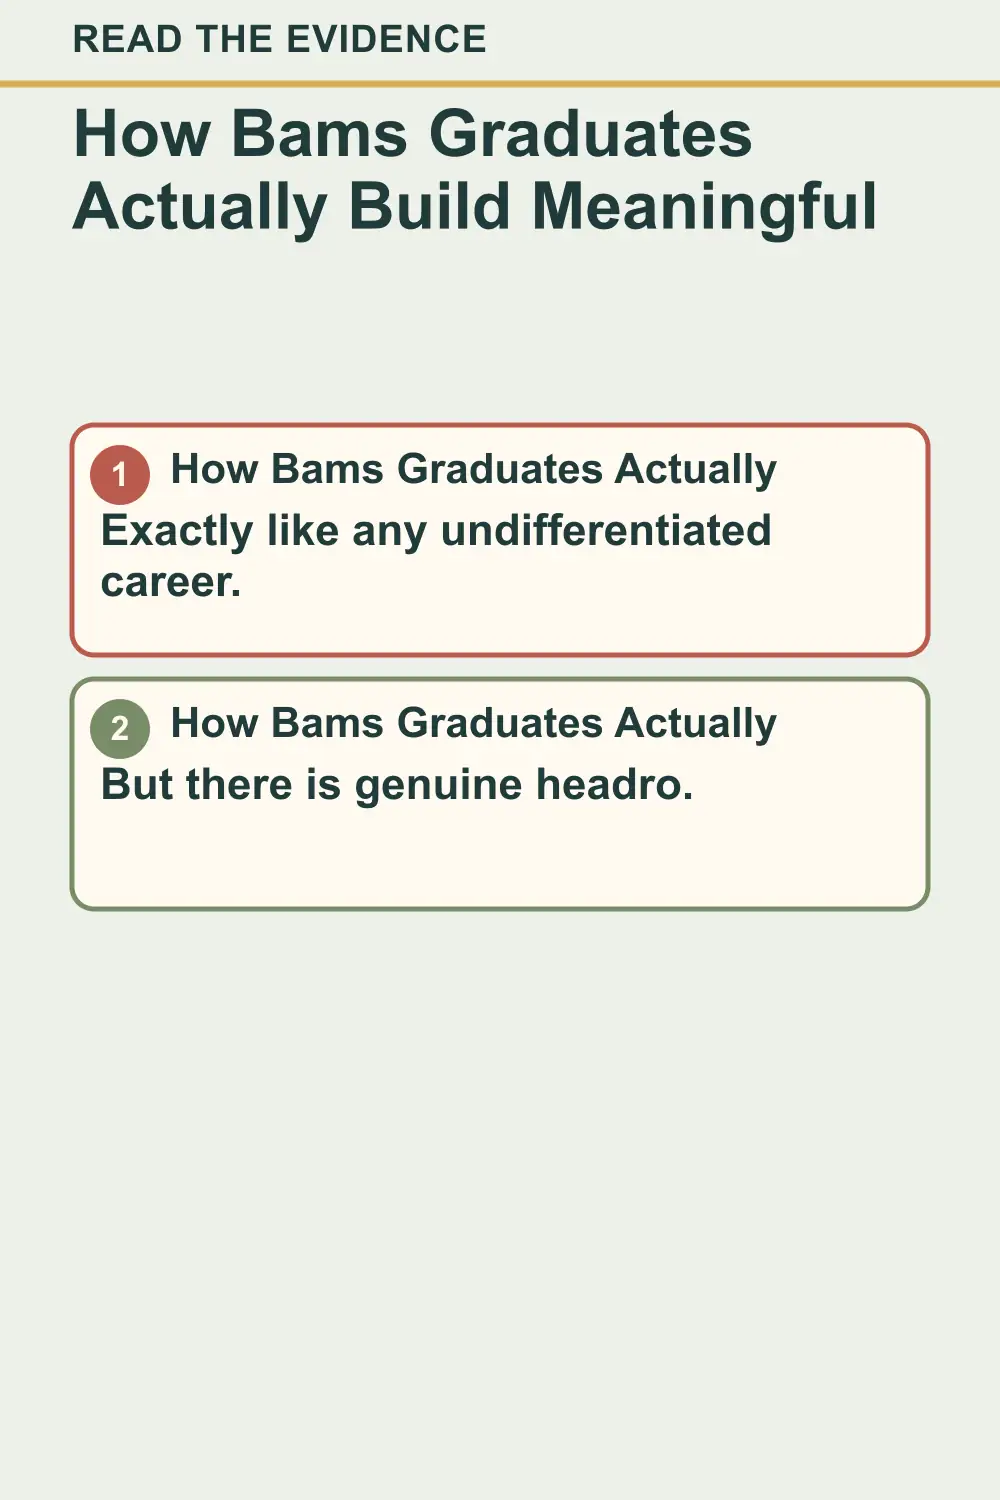 READ THE EVIDENCE
How Bams Graduates
Actually Build Meaningful
1 How Bams Graduates Actually
Exactly like any undifferentiated
career.
2 How Bams Graduates Actually
But there is genuine headro.